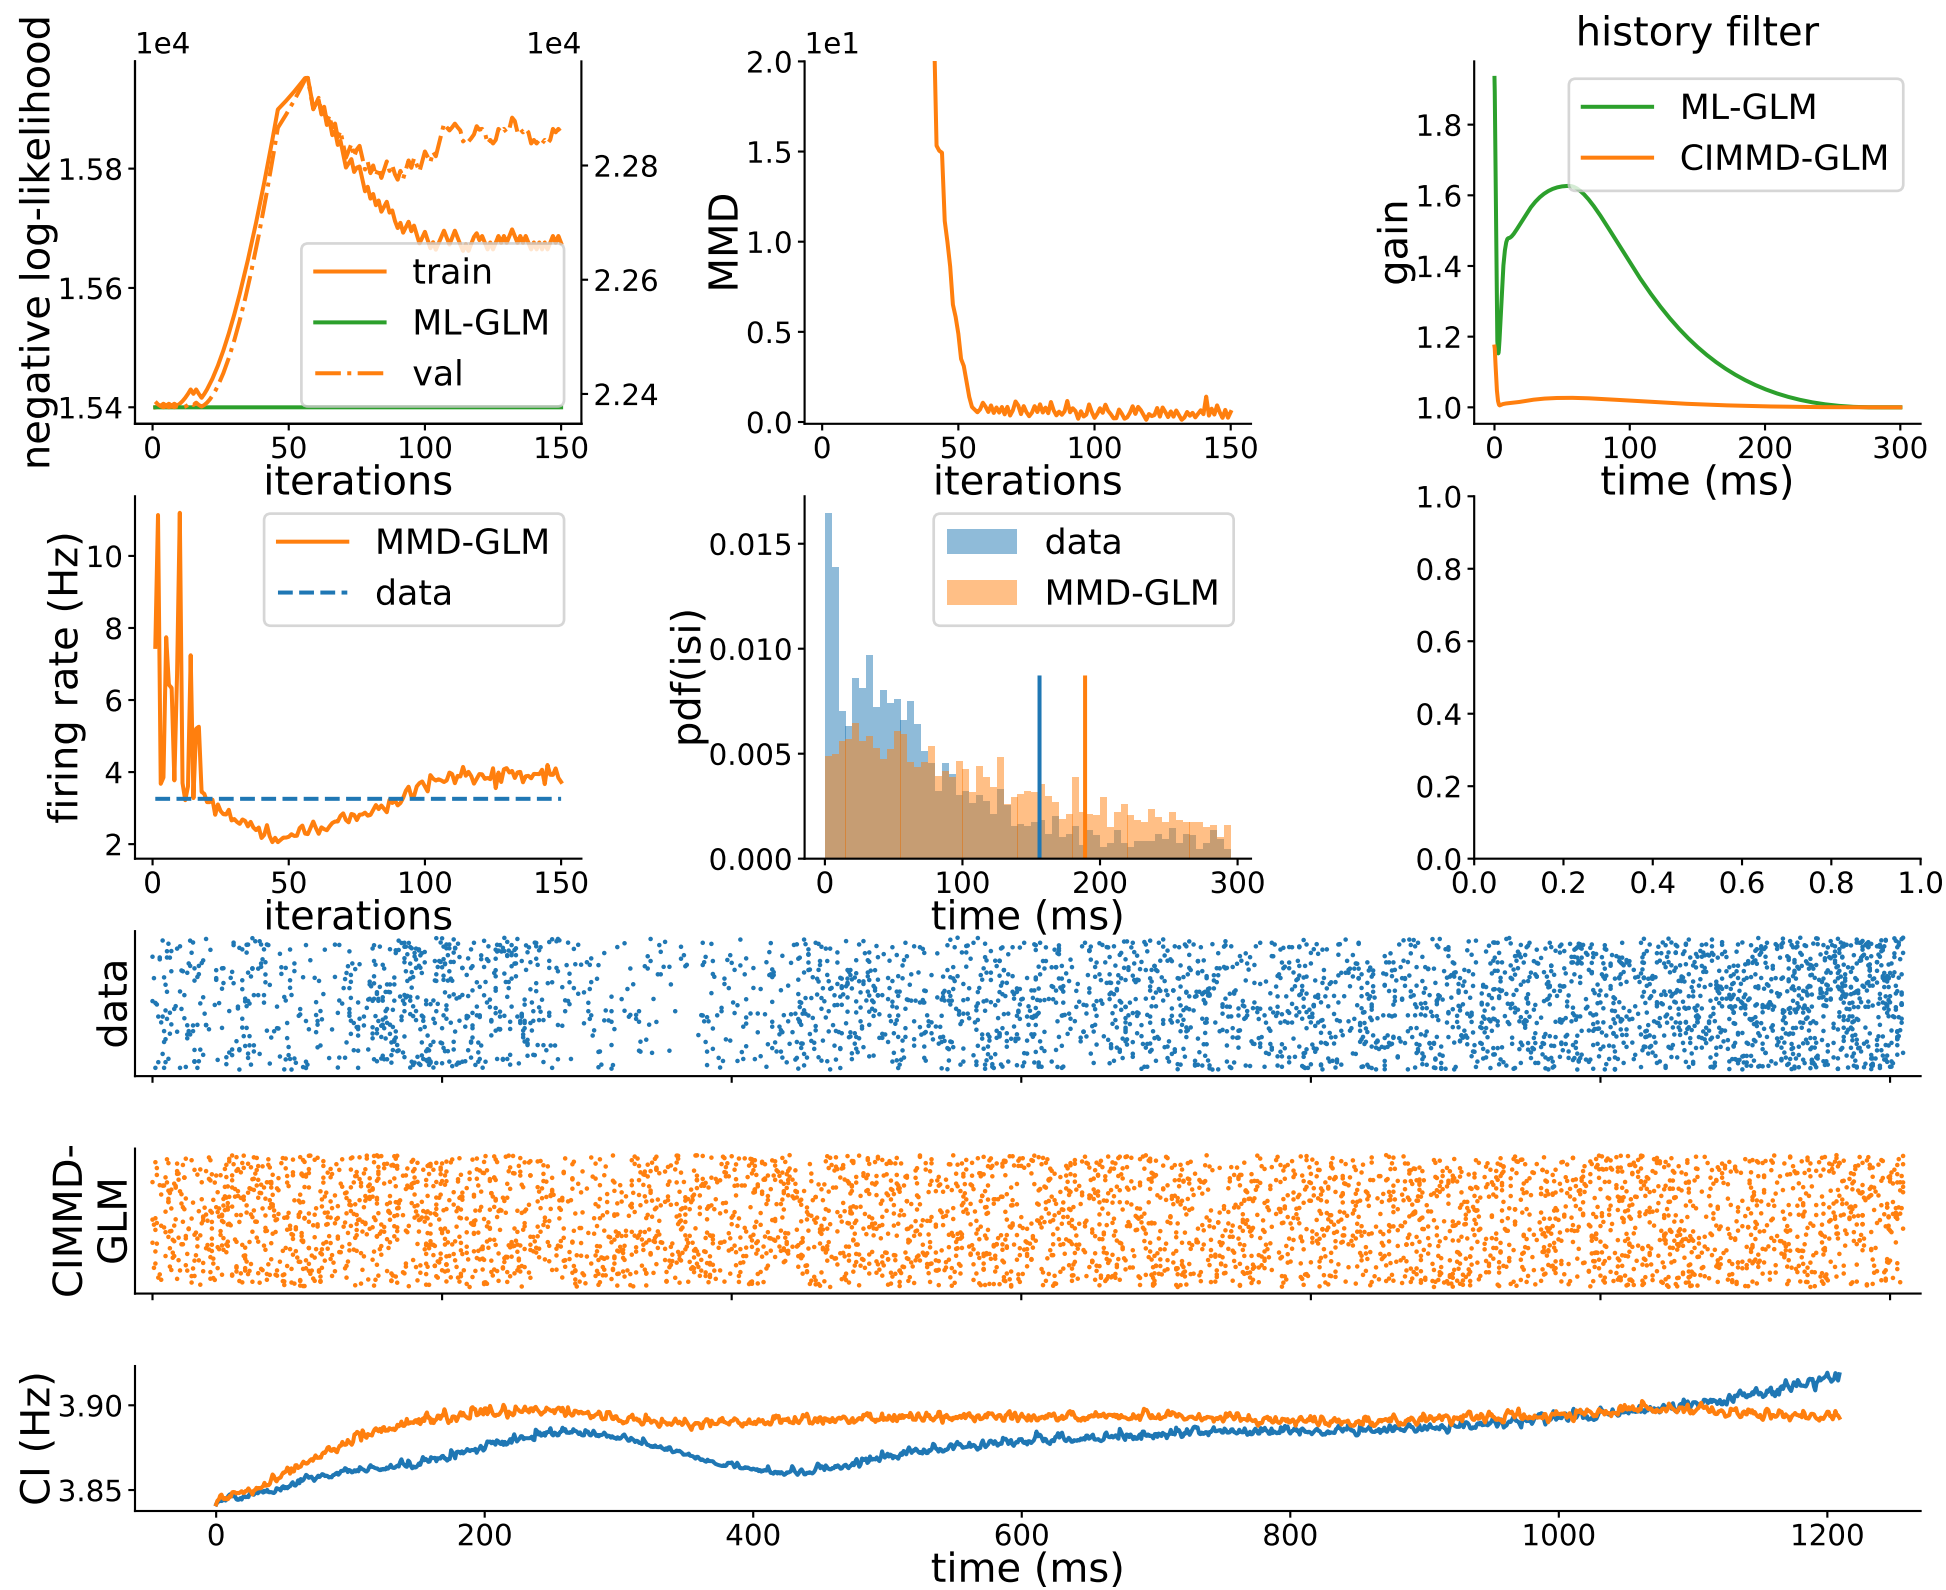 1e4
1e4
negative log-likelihood
1.58
1.56
1.54
2.28
2.26
2.24
train
ML-GLM
val
0 50 100 150
iterations
1e1
MMD
2.0
1.5
1.0
0.5
0.0
0 50 100 150
iterations
history filter
gain
1.8
1.6
1.4
1.2
1.0
ML-GLM
CIMMD-GLM
0 100 200 300
time (ms)
firing rate (Hz)
10
8
6
4
2
MMD-GLM
data
0 50 100 150
iterations
pdf(isi)
0.015
0.010
0.005
0.000
data
MMD-GLM
0 100 200 300
time (ms)
1.0
0.8
0.6
0.4
0.2
0.0
0.0 0.2 0.4 0.6 0.8 1.0
data
CIMMD-
GLM
CI (Hz)
3.90
3.85
0 200 400 600 800 1000 1200
time (ms)